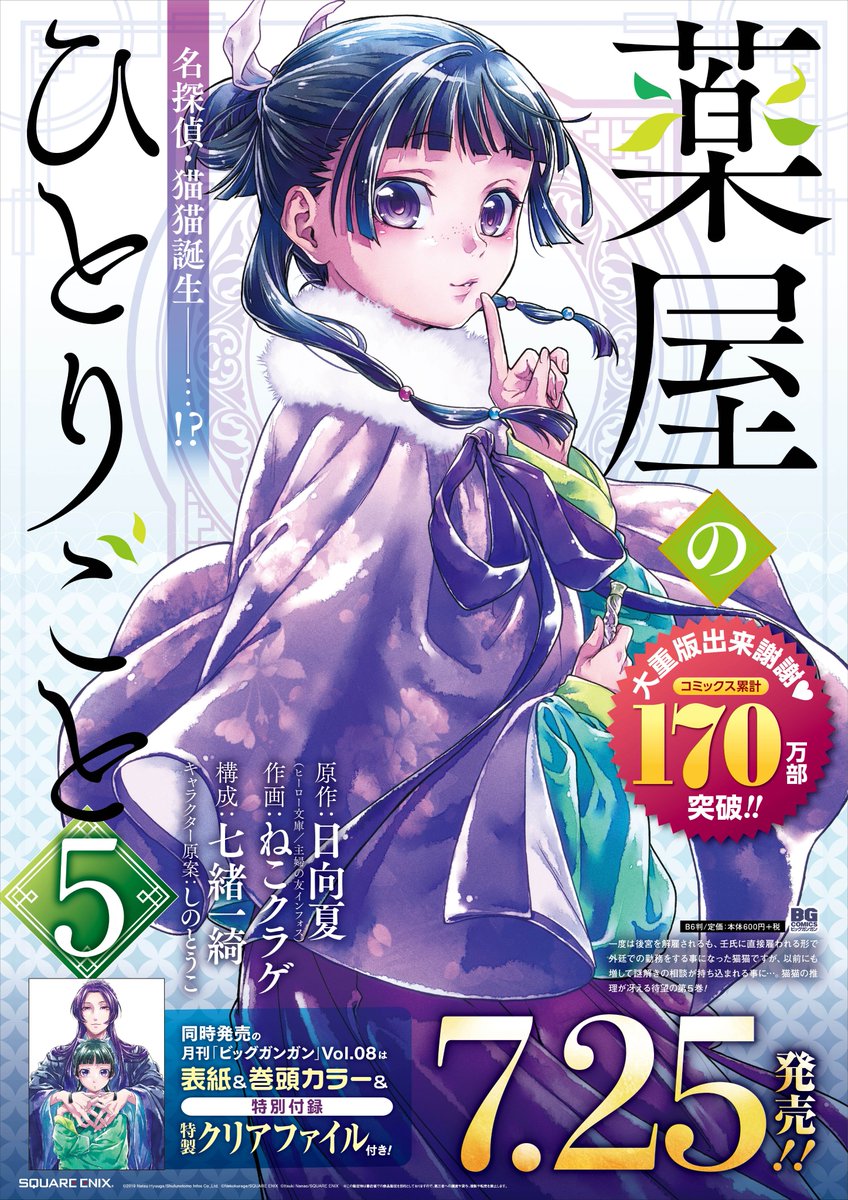 薬屋の
ひとりごと
5
名探偵・猫猫誕生――……!?
大重版出来謝謝♥
コミックス累計
170万部
突破!!
原作:日向夏
(ヒーロー文庫/主婦の友インフォス)
作画:ねこクラゲ
構成:七緒一綺
キャラクター原案:しのとうこ
B6判/定価:本体600円+税
BG
COMICS
ビッグガンガン
一度は後宮を解雇されるも、壬氏に直接雇われる形で
外廷での勤務をする事になった猫猫ですが、以前にも
増して謎解きの相談が持ち込まれる事に…。猫猫の推
理が冴える待望の第5巻!
7.25発売!!
同時発売の
月刊「ビッグガンガン」Vol.08は
表紙&巻頭カラー&
特別付録
特製クリアファイル付き!
SQUARE ENIX.